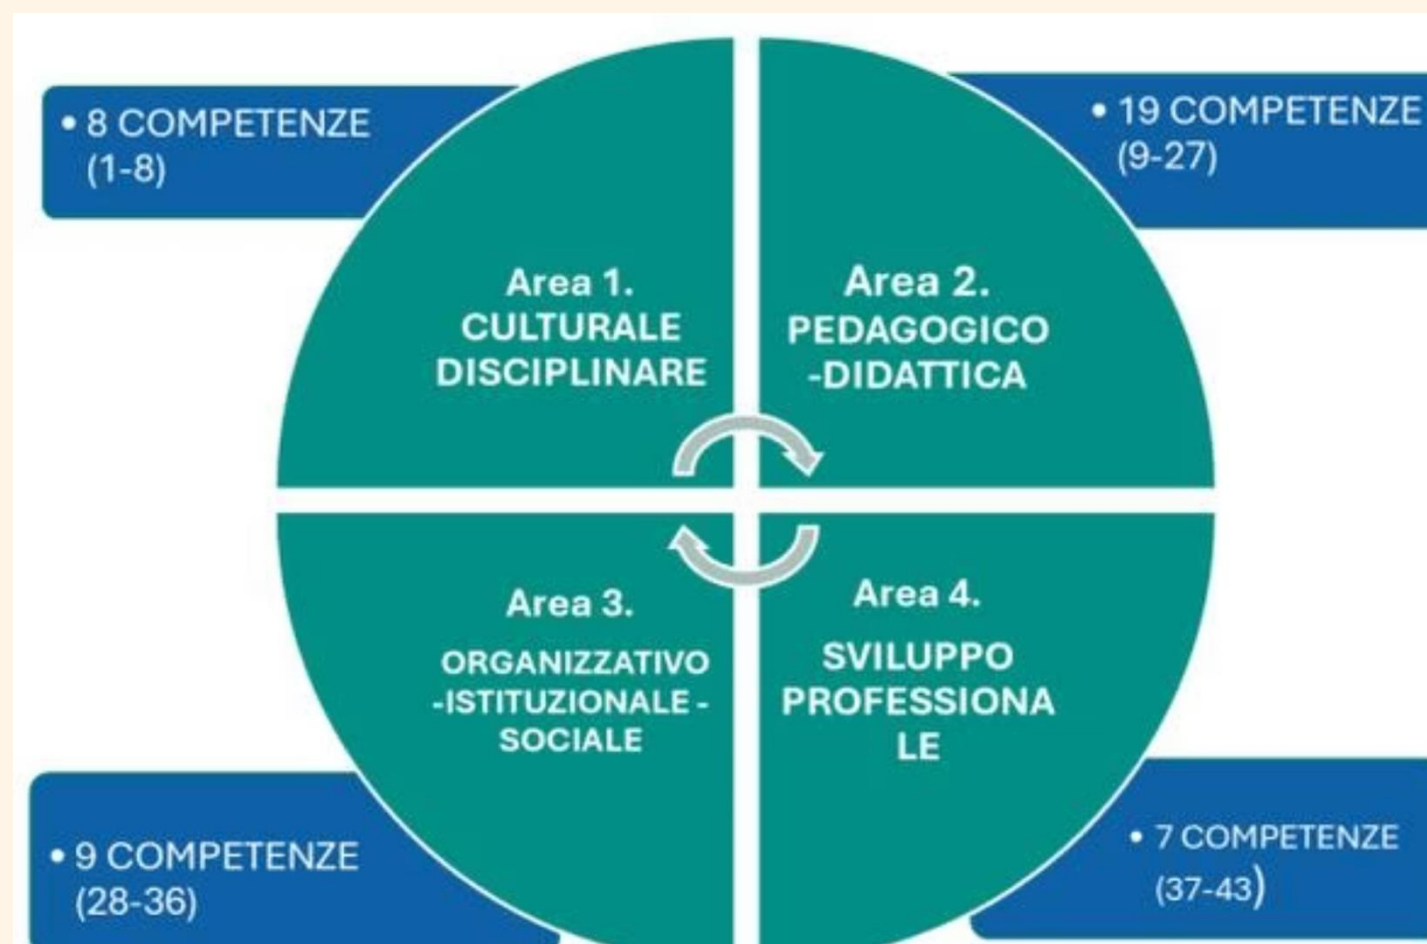 • 8 COMPETENZE
(1-8)
• 19 COMPETENZE
(9-27)
Area 1.
CULTURALE
DISCIPLINARE
Area 2.
PEDAGOGICO
-DIDATTICA
Area 3.
ORGANIZZATIVO
-ISTITUZIONALE -
SOCIALE
Area 4.
SVILUPPO
PROFESSIONA
LE
• 9 COMPETENZE
(28-36)
• 7 COMPETENZE
(37-43)